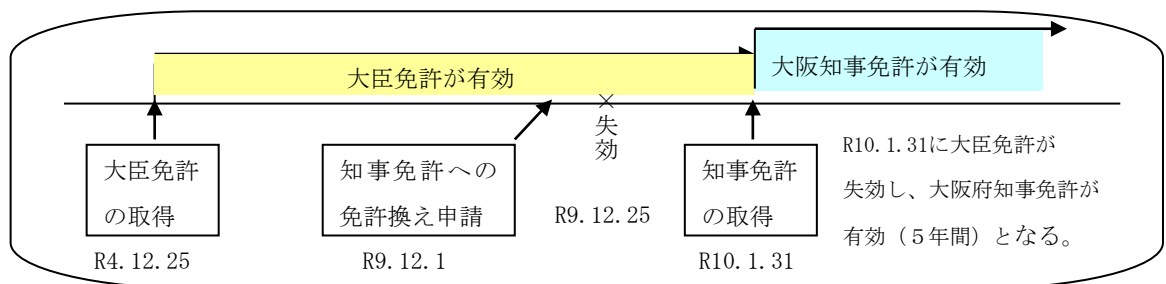 大臣免許が有効
大阪知事免許が有効
×
失効
大臣免許
の取得
知事免許への
免許換え申請
R9.12.25
知事免許
の取得
R10.1.31に大臣免許が
失効し、大阪府知事免許が
有効（５年間）となる。
R4.12.25
R9.12.1
R10.1.31